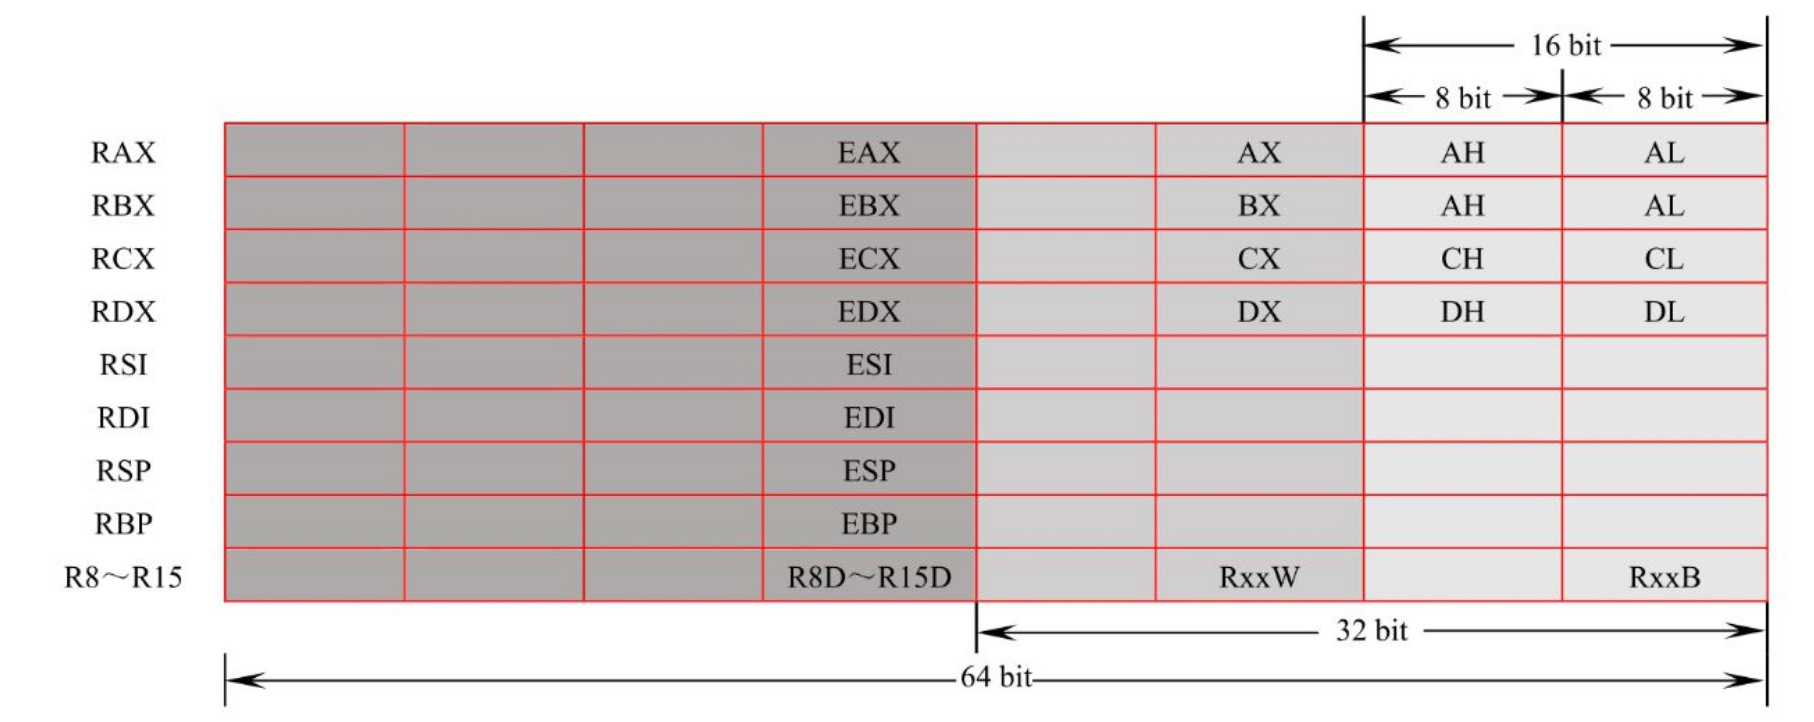 16 bit
8 bit 8 bit
RAX EAX AX AH AL
RBX EBX BX AH AL
RCX ECX CX CH CL
RDX EDX DX DH DL
RSI ESI
RDI EDI
RSP ESP
RBP EBP
R8～R15 R8D～R15D RxxW RxxB
32 bit
64 bit